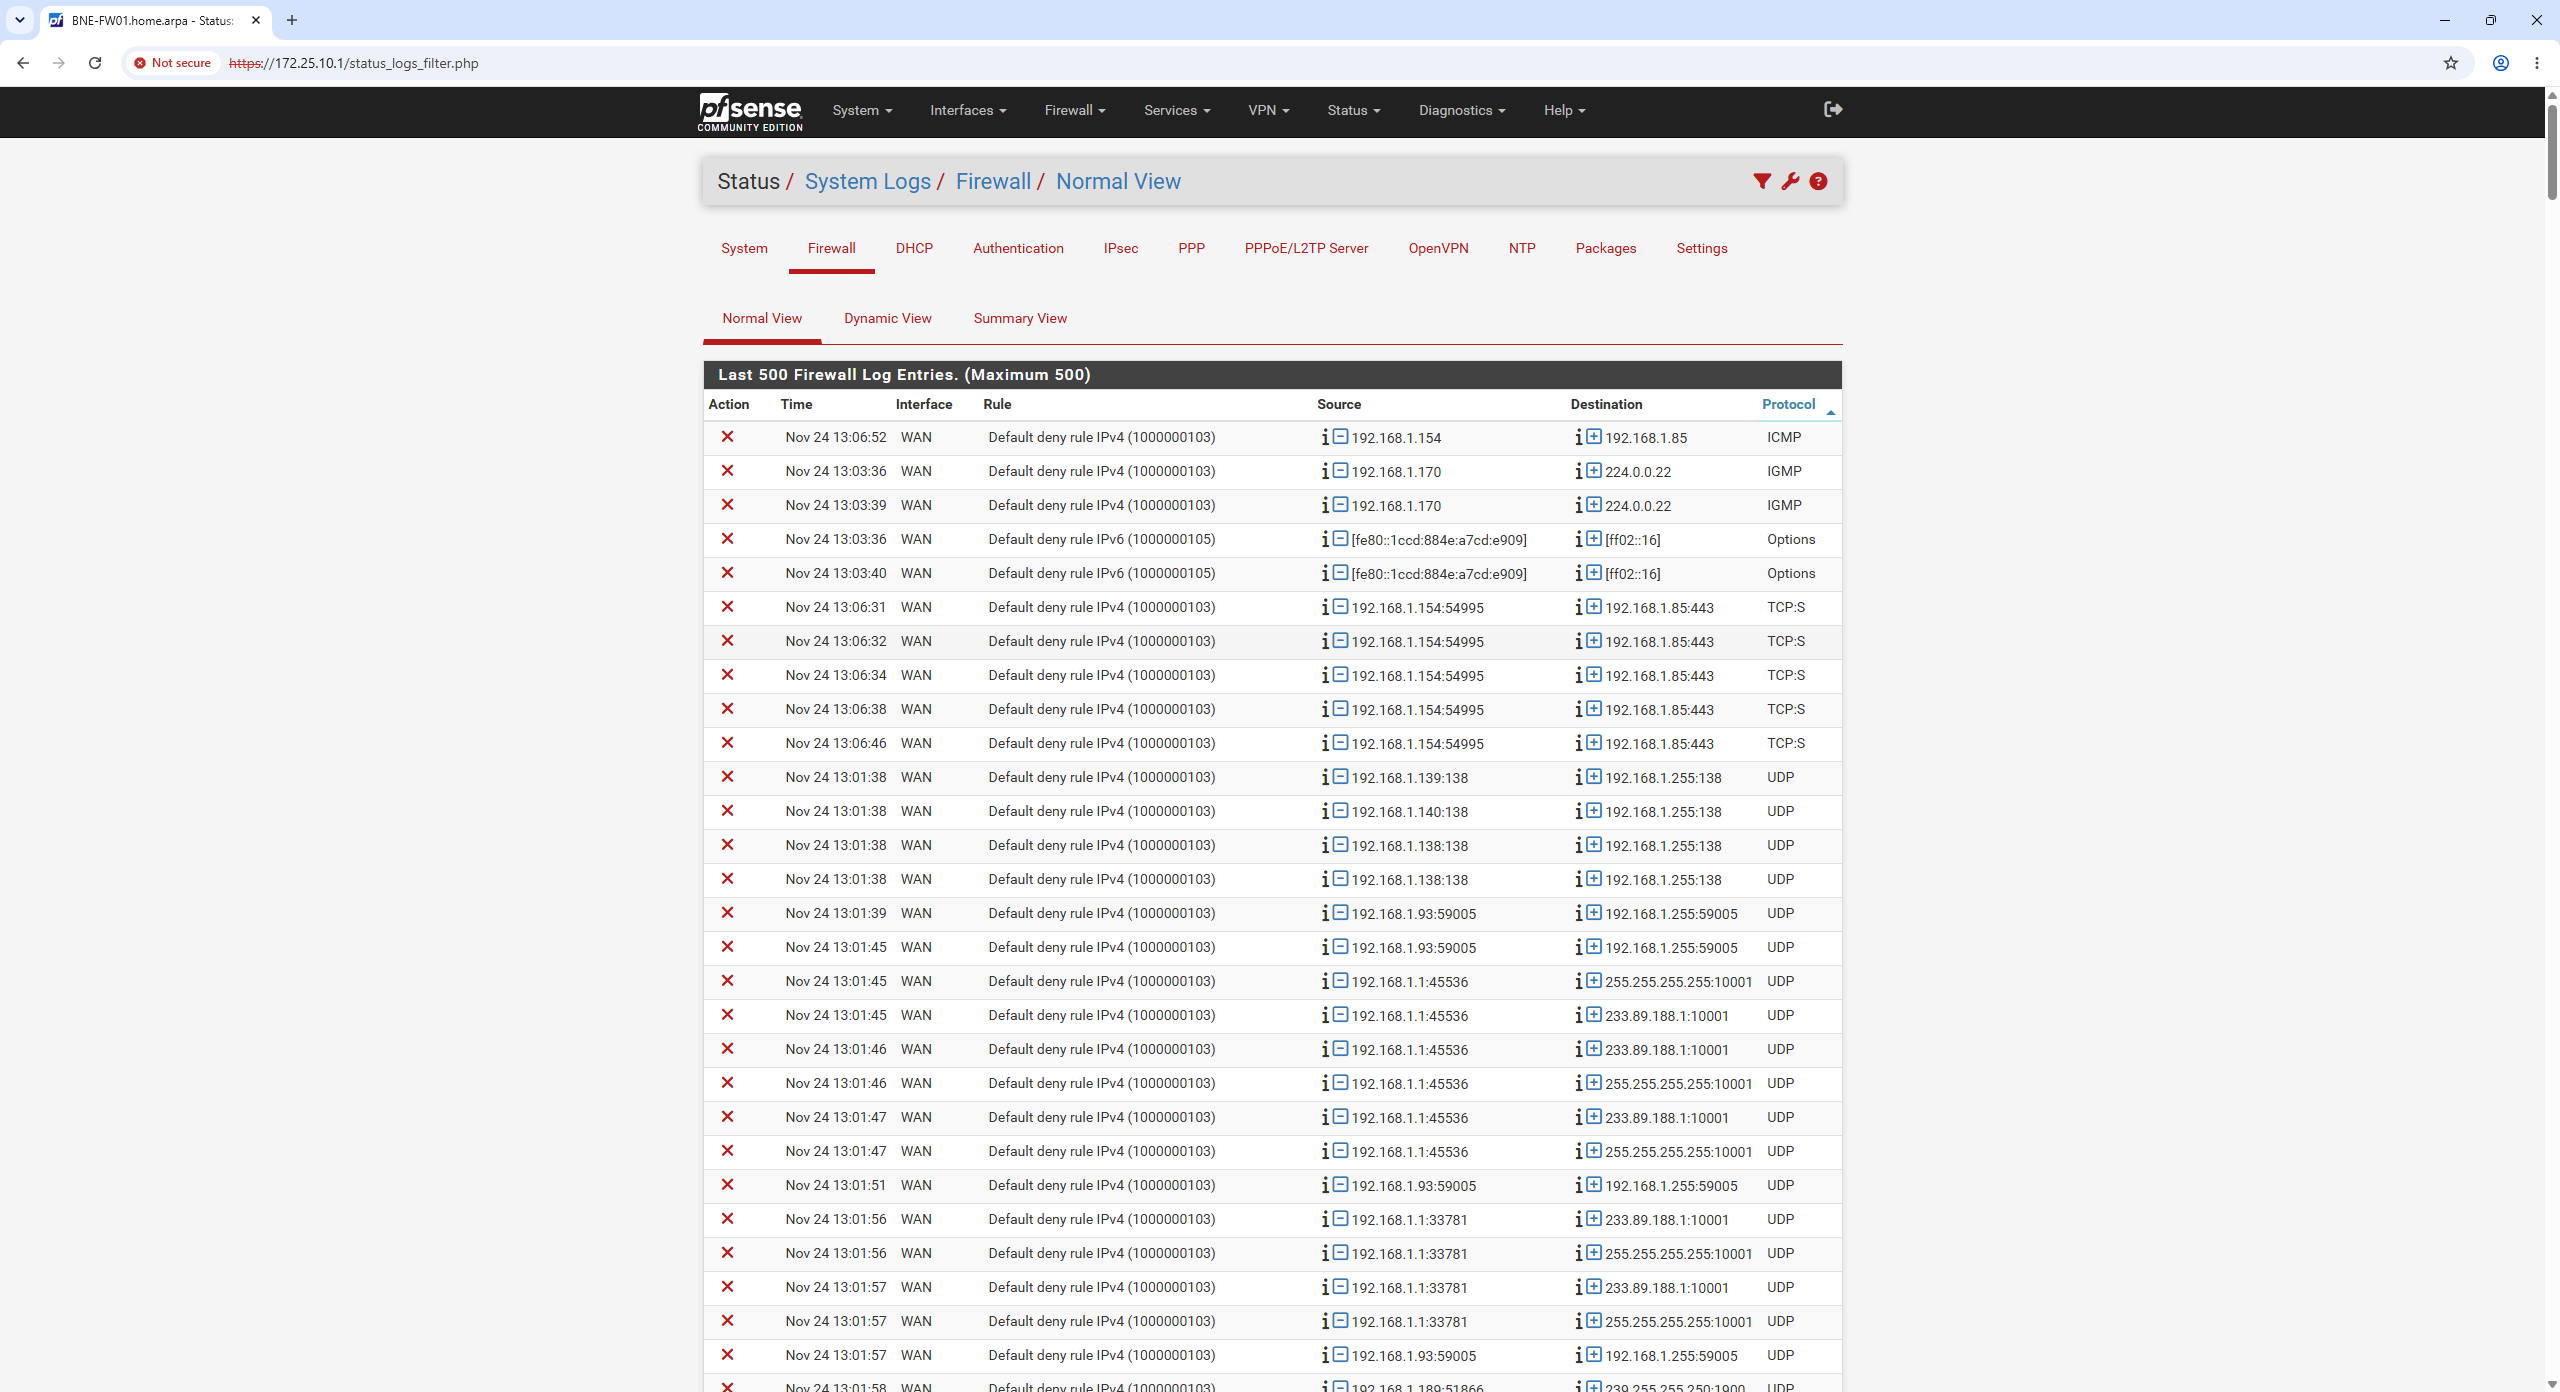 BNE-FW01.home.arpa - Status:
Not secure https://172.25.10.1/status_logs_filter.php
pfsense COMMUNITY EDITION System Interfaces Firewall Services VPN Status Diagnostics Help
Status / System Logs / Firewall / Normal View
System Firewall DHCP Authentication IPsec PPP PPPoE/L2TP Server OpenVPN NTP Packages Settings
Normal View Dynamic View Summary View
Last 500 Firewall Log Entries. (Maximum 500)
Action Time Interface Rule Source Destination Protocol
Nov 24 13:06:52 WAN Default deny rule IPv4 (1000000103) 192.168.1.154 192.168.1.85 ICMP
Nov 24 13:03:36 WAN Default deny rule IPv4 (1000000103) 192.168.1.170 224.0.0.22 IGMP
Nov 24 13:03:39 WAN Default deny rule IPv4 (1000000103) 192.168.1.170 224.0.0.22 IGMP
Nov 24 13:03:36 WAN Default deny rule IPv6 (1000000105) [fe80::1ccd:884e:a7cd:e909] [ff02::16] Options
Nov 24 13:03:40 WAN Default deny rule IPv6 (1000000105) [fe80::1ccd:884e:a7cd:e909] [ff02::16] Options
Nov 24 13:06:31 WAN Default deny rule IPv4 (1000000103) 192.168.1.154:54995 192.168.1.85:443 TCP:S
Nov 24 13:06:32 WAN Default deny rule IPv4 (1000000103) 192.168.1.154:54995 192.168.1.85:443 TCP:S
Nov 24 13:06:34 WAN Default deny rule IPv4 (1000000103) 192.168.1.154:54995 192.168.1.85:443 TCP:S
Nov 24 13:06:38 WAN Default deny rule IPv4 (1000000103) 192.168.1.154:54995 192.168.1.85:443 TCP:S
Nov 24 13:06:46 WAN Default deny rule IPv4 (1000000103) 192.168.1.154:54995 192.168.1.85:443 TCP:S
Nov 24 13:01:38 WAN Default deny rule IPv4 (1000000103) 192.168.1.139:138 192.168.1.255:138 UDP
Nov 24 13:01:38 WAN Default deny rule IPv4 (1000000103) 192.168.1.140:138 192.168.1.255:138 UDP
Nov 24 13:01:38 WAN Default deny rule IPv4 (1000000103) 192.168.1.138:138 192.168.1.255:138 UDP
Nov 24 13:01:38 WAN Default deny rule IPv4 (1000000103) 192.168.1.138:138 192.168.1.255:138 UDP
Nov 24 13:01:39 WAN Default deny rule IPv4 (1000000103) 192.168.1.93:59005 192.168.1.255:59005 UDP
Nov 24 13:01:45 WAN Default deny rule IPv4 (1000000103) 192.168.1.93:59005 192.168.1.255:59005 UDP
Nov 24 13:01:45 WAN Default deny rule IPv4 (1000000103) 192.168.1.1:45536 255.255.255.255:10001 UDP
Nov 24 13:01:45 WAN Default deny rule IPv4 (1000000103) 192.168.1.1:45536 233.89.188.1:10001 UDP
Nov 24 13:01:46 WAN Default deny rule IPv4 (1000000103) 192.168.1.1:45536 233.89.188.1:10001 UDP
Nov 24 13:01:46 WAN Default deny rule IPv4 (1000000103) 192.168.1.1:45536 255.255.255.255:10001 UDP
Nov 24 13:01:47 WAN Default deny rule IPv4 (1000000103) 192.168.1.1:45536 233.89.188.1:10001 UDP
Nov 24 13:01:47 WAN Default deny rule IPv4 (1000000103) 192.168.1.1:45536 255.255.255.255:10001 UDP
Nov 24 13:01:51 WAN Default deny rule IPv4 (1000000103) 192.168.1.93:59005 192.168.1.255:59005 UDP
Nov 24 13:01:56 WAN Default deny rule IPv4 (1000000103) 192.168.1.1:33781 233.89.188.1:10001 UDP
Nov 24 13:01:56 WAN Default deny rule IPv4 (1000000103) 192.168.1.1:33781 255.255.255.255:10001 UDP
Nov 24 13:01:57 WAN Default deny rule IPv4 (1000000103) 192.168.1.1:33781 233.89.188.1:10001 UDP
Nov 24 13:01:57 WAN Default deny rule IPv4 (1000000103) 192.168.1.1:33781 255.255.255.255:10001 UDP
Nov 24 13:01:57 WAN Default deny rule IPv4 (1000000103) 192.168.1.93:59005 192.168.1.255:59005 UDP
Nov 24 13:01:58 WAN Default deny rule IPv4 (1000000103) 192.168.1.189:51866 239.255.255.250:1900 UDP